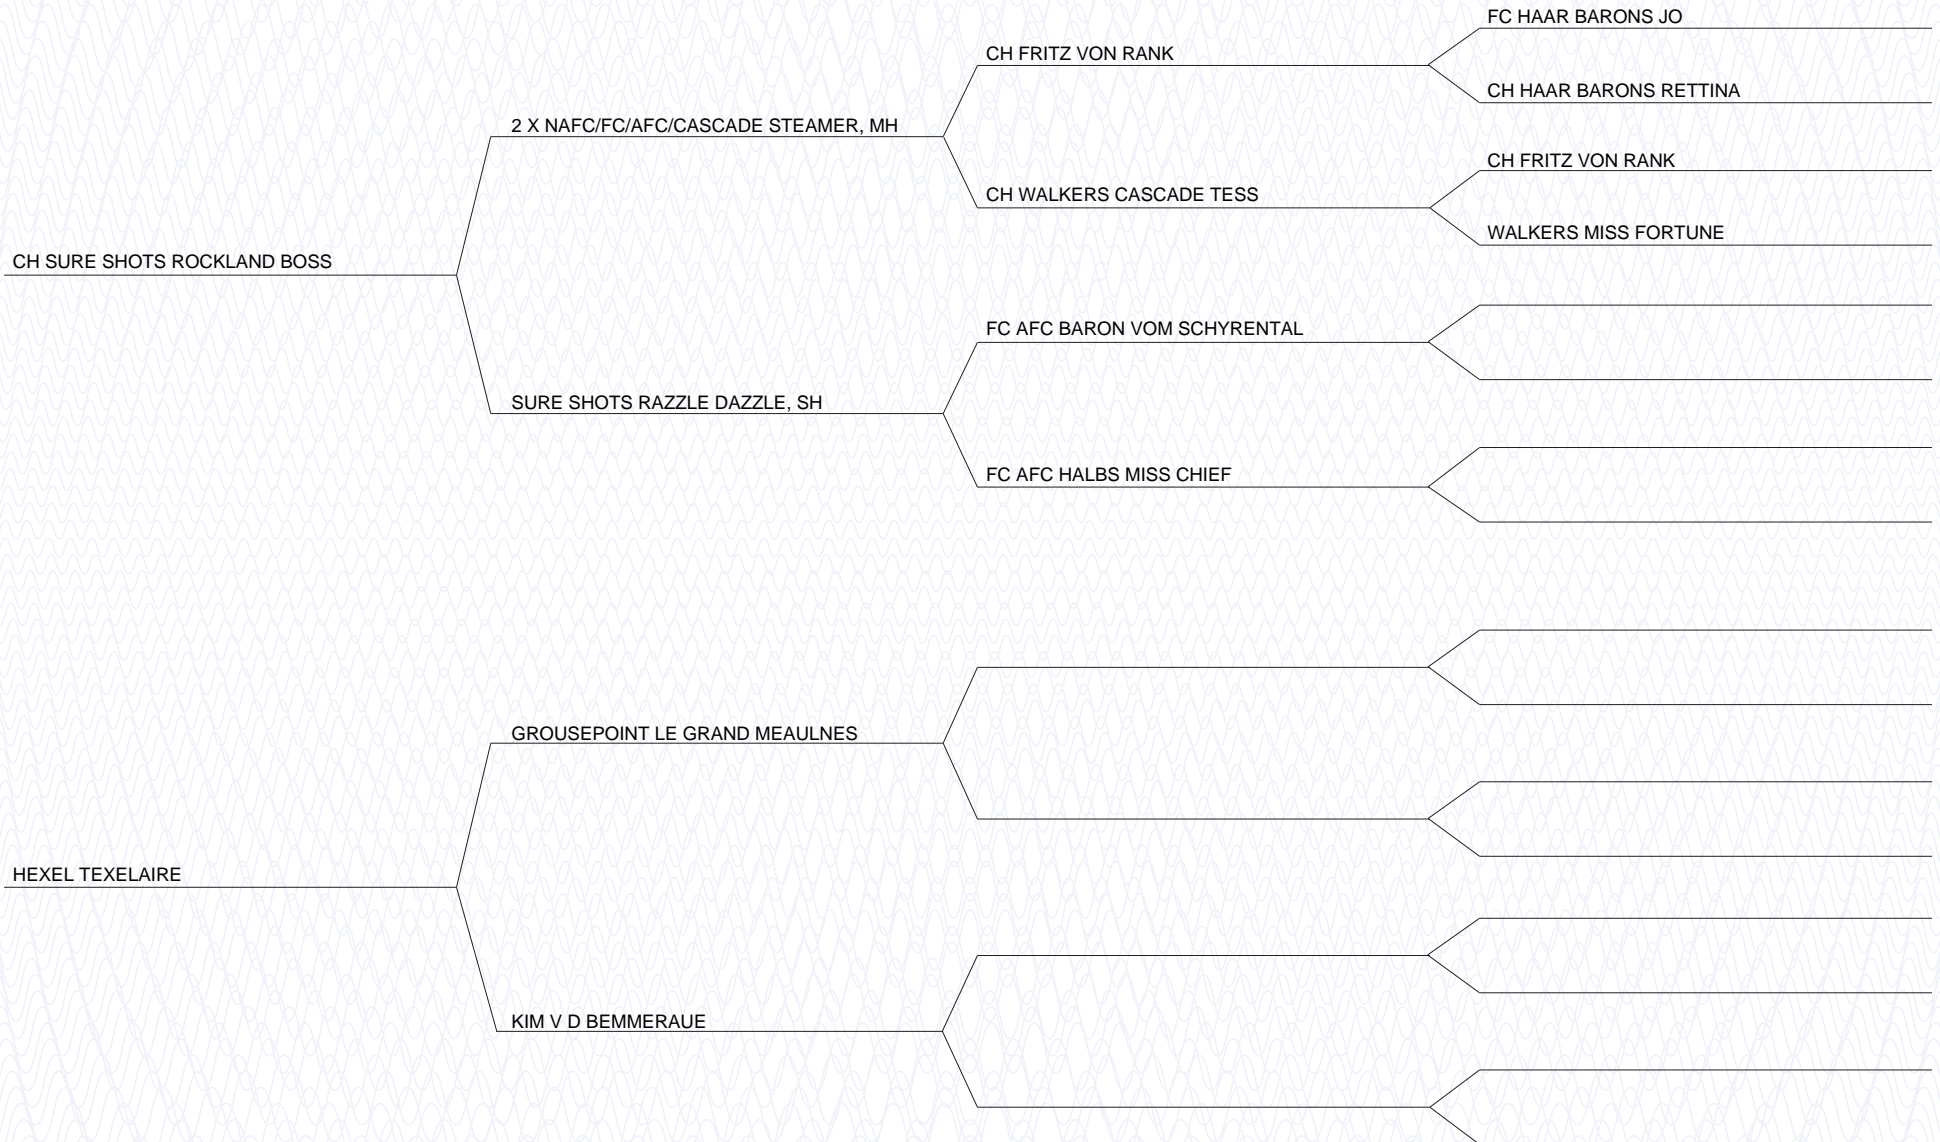 FC HAAR BARONS JO
CH FRITZ VON RANK
CH HAAR BARONS RETTINA
2 X NAFC/FC/AFC/CASCADE STEAMER, MH
CH FRITZ VON RANK
CH WALKERS CASCADE TESS
WALKERS MISS FORTUNE
CH SURE SHOTS ROCKLAND BOSS
FC AFC BARON VOM SCHYRENTAL
SURE SHOTS RAZZLE DAZZLE, SH
FC AFC HALBS MISS CHIEF
GROUSEPOINT LE GRAND MEAULNES
HEXEL TEXELAIRE
KIM V D BEMMERAUE